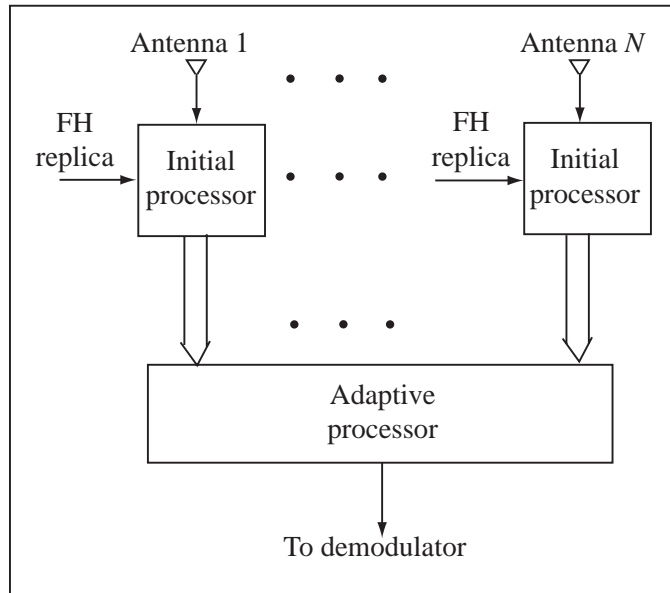 Antenna 1
Antenna N
FH
replica
Initial
processor
FH
replica
Initial
processor
Adaptive
processor
To demodulator